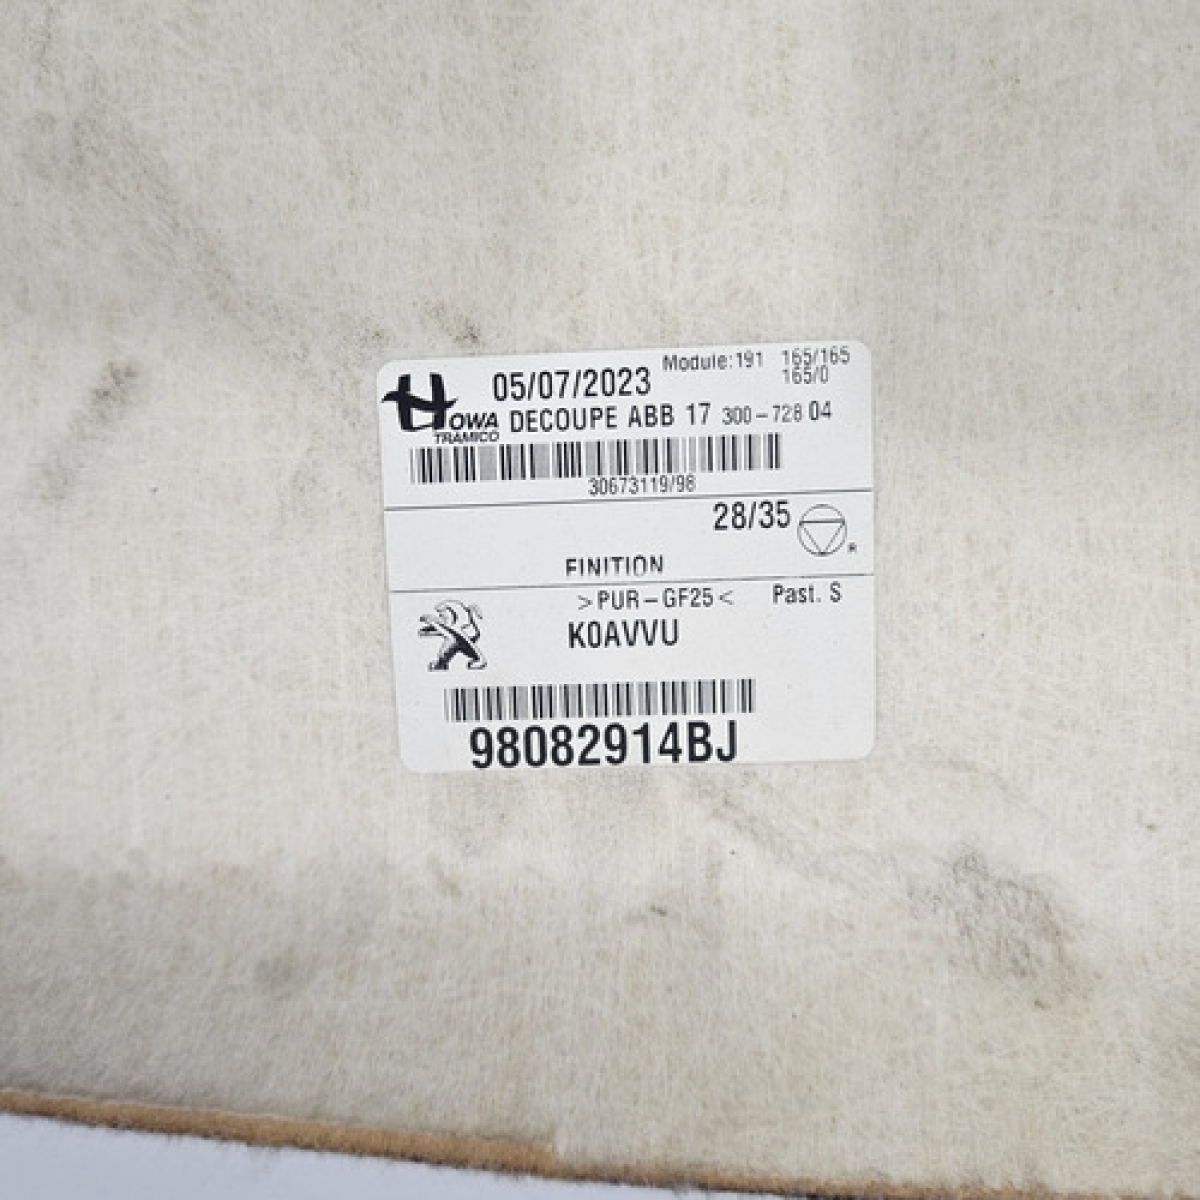 05/07/2023 Module:191 165/165
165/0
HOWA DECOUPE ABB 17 300-728 04
TRAMICO
30673119/98
28/35
R
FINITION
>PUR-GF25< Past. S
K0AVVU
98082914BJ